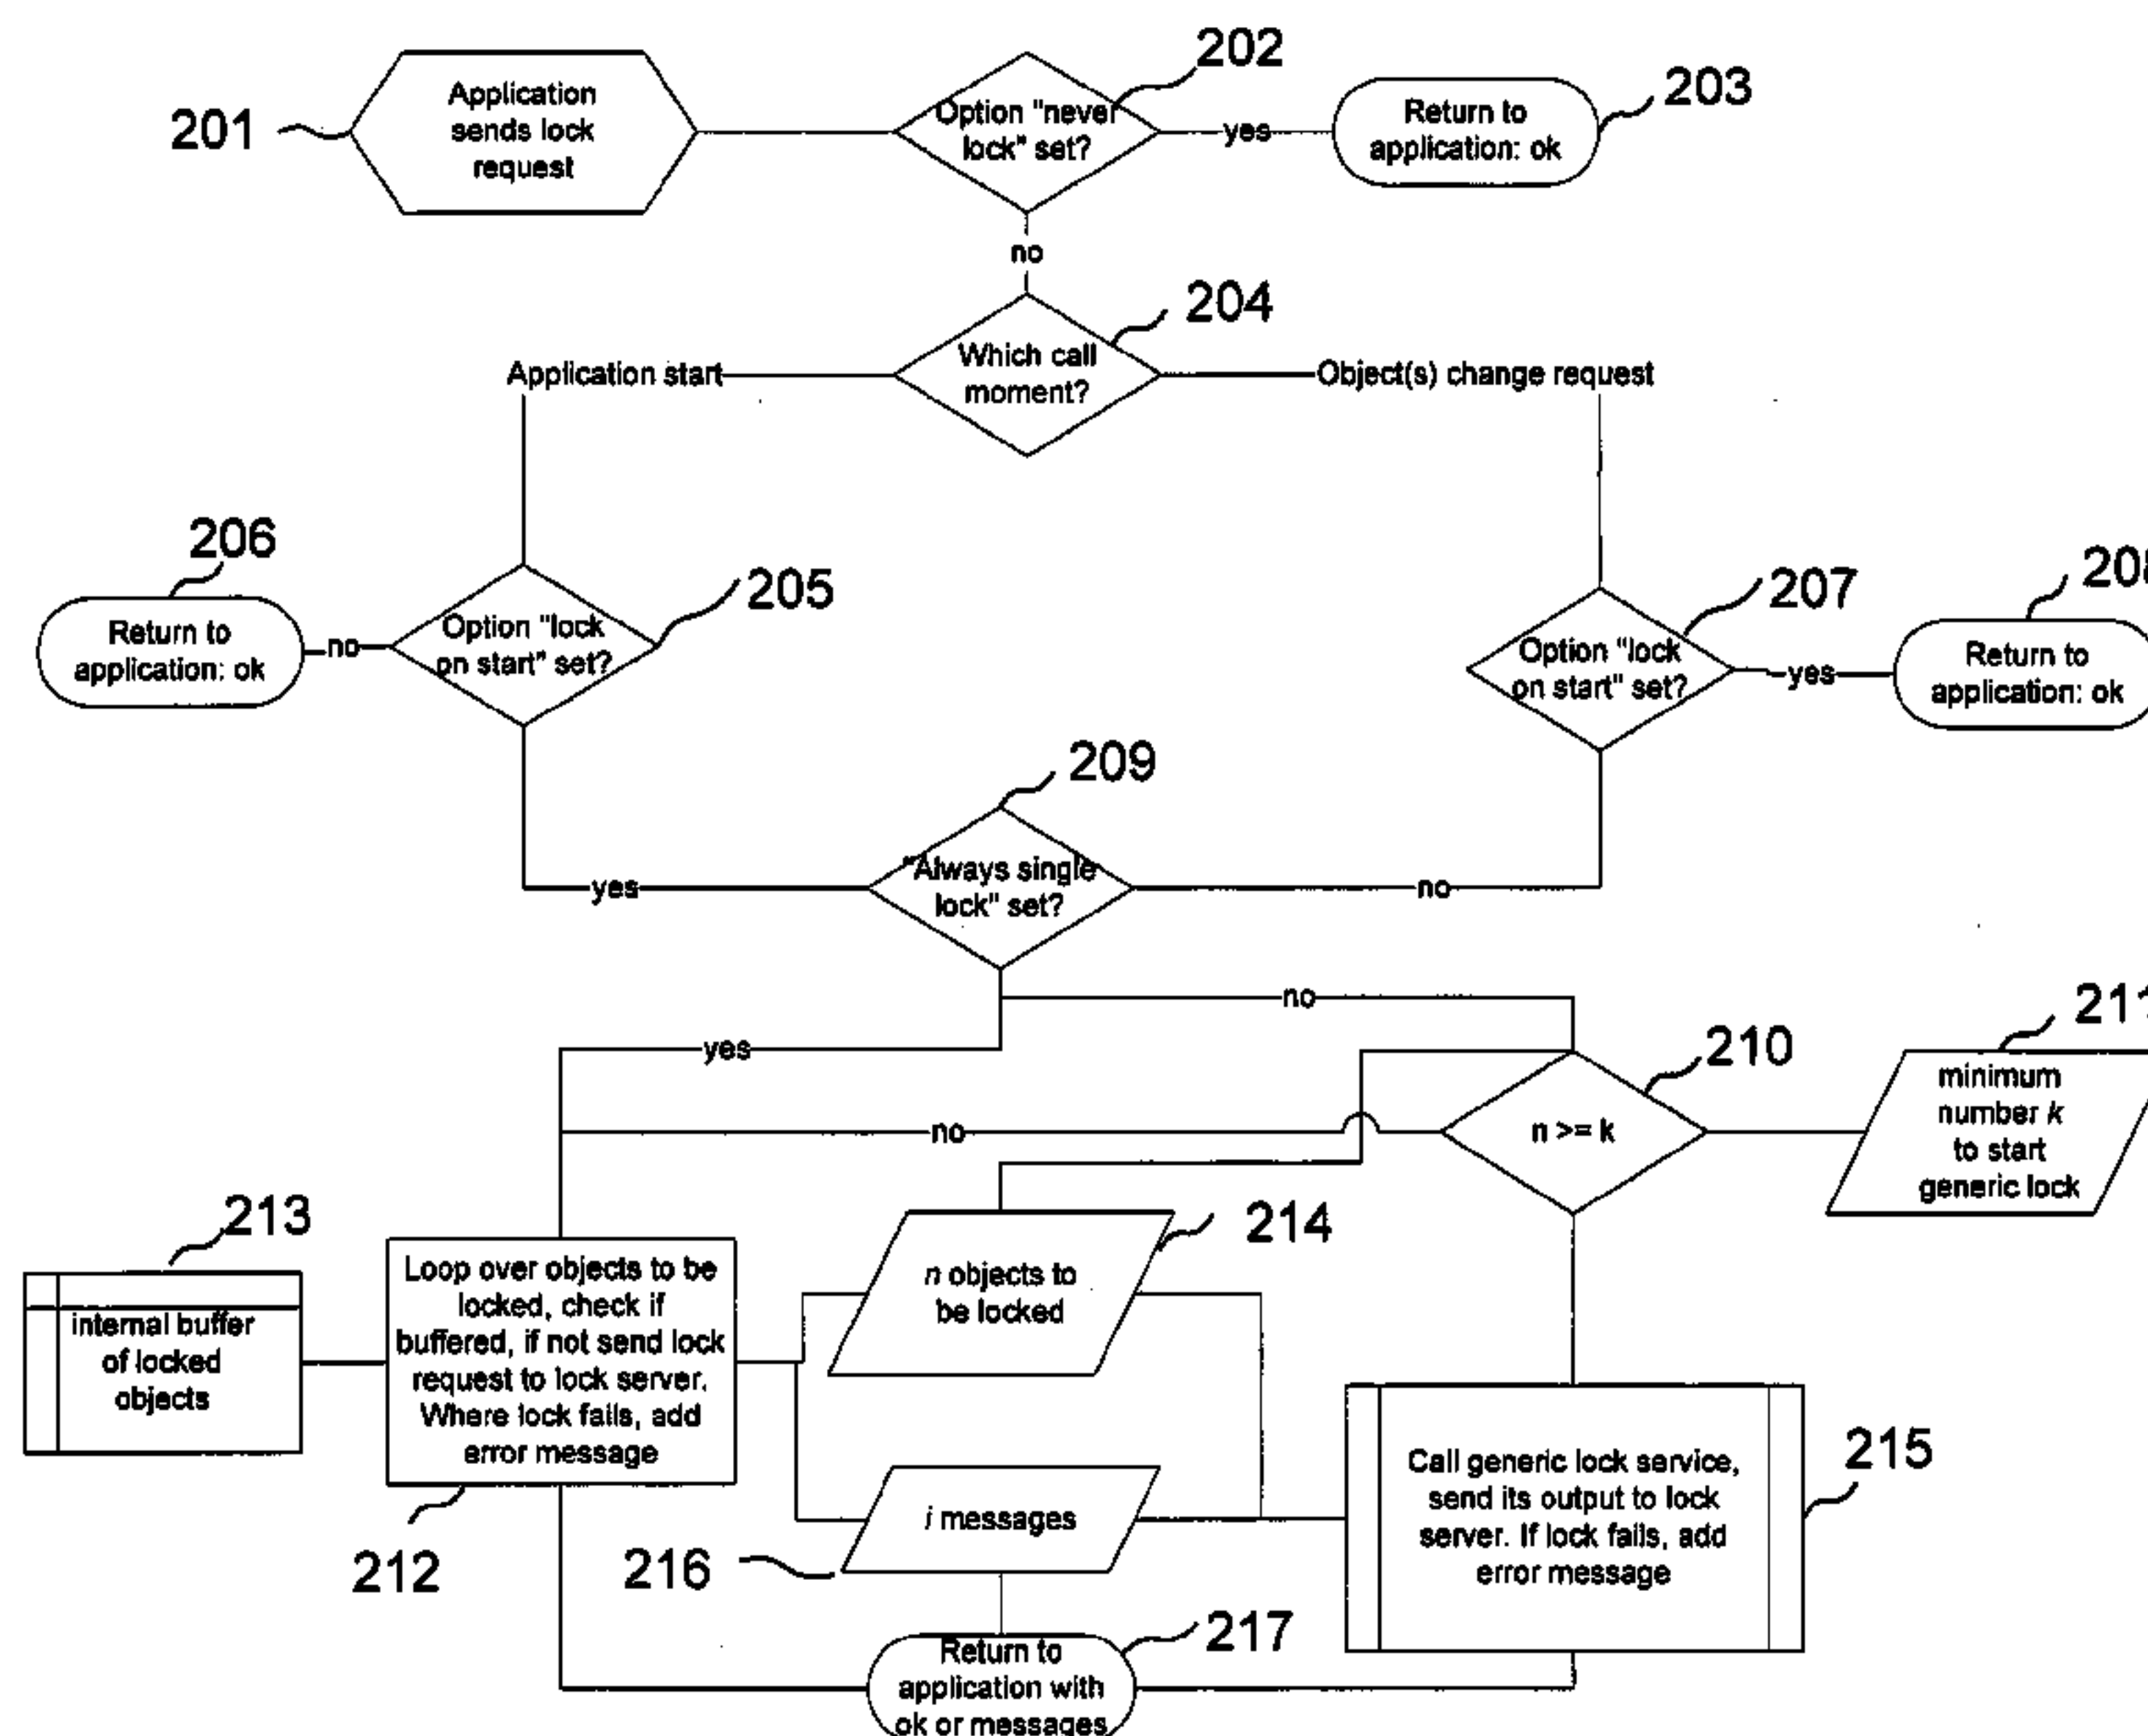 202
203
201
Application
sends lock
request
Option "never
lock" set?
yes
Return to
application: ok
no
204
Which call
moment?
Application start
Object(s) change request
206
205
207
Return to
application: ok
no
Option "lock
on start" set?
Option "lock
on start" set?
yes
Return to
application: ok
209
"Always single
lock" set?
yes
no
no
yes
210
minimum
number k
to start
generic lock
n >= k
no
213
214
internal buffer
of locked
objects
Loop over objects to be
locked, check if
buffered, if not send lock
request to lock server.
Where lock fails, add
error message
n objects to
be locked
215
Call generic lock service,
send its output to lock
server. If lock fails, add
error message
i messages
212
216
217
Return to
application with
ok or messages